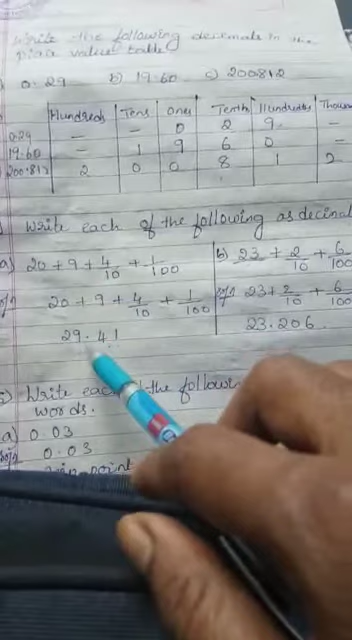 Write the following decimals in the
place value table
a) 0.29 b) 19.60 c) 200.812
Hundreds Tens Ones Tenth Hundredths
0.29 - - 0 2 9 -
19.60 - 1 9 6 0 -
200.812 2 0 0 8 1 2
Write each of the following as decimal
a) 20 + 9 + 4/10 + 1/100 b) 23 + 2/10 + 6/
20 + 9 + 4/10 + 1/100 23 + 2/10 + 6/100
29.41 23.206
5) Write each of the following
words.
a) 0.03
0.03
point